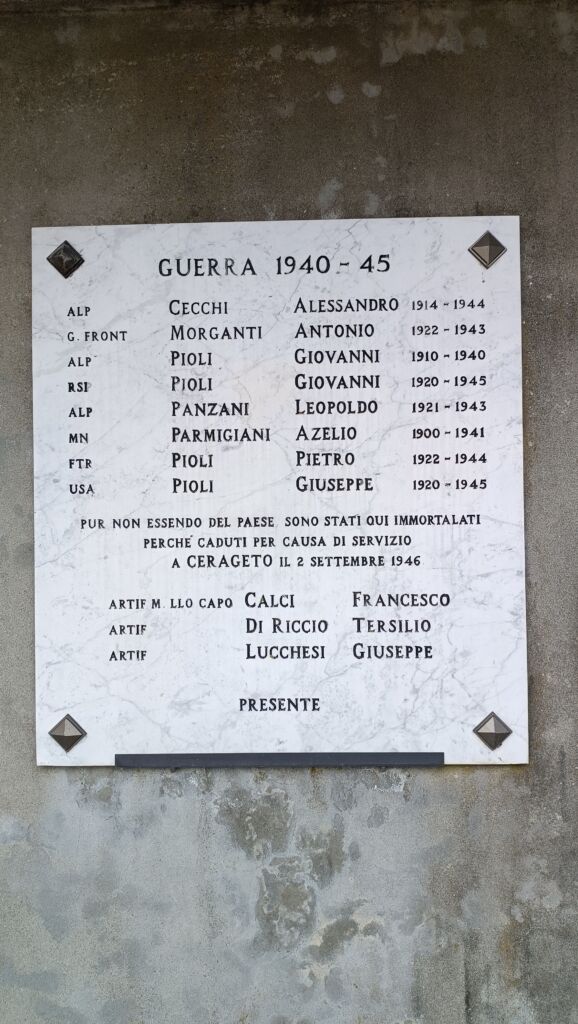 GUERRA 1940 - 45
ALP CECCHI ALESSANDRO 1914 - 1944
G. FRONT MORGANTI ANTONIO 1922 - 1943
ALP PIOLI GIOVANNI 1910 - 1940
RSI PIOLI GIOVANNI 1920 - 1945
ALP PANZANI LEOPOLDO 1921 - 1943
MN PARMIGIANI AZELIO 1900 - 1941
FTR PIOLI PIETRO 1922 - 1944
USA PIOLI GIUSEPPE 1920 - 1945
PUR NON ESSENDO DEL PAESE SONO STATI QUI IMMORTALATI
PERCHÉ CADUTI PER CAUSA DI SERVIZIO
A CERAGETO IL 2 SETTEMBRE 1946
ARTIF M. LLO CAPO CALCI FRANCESCO
ARTIF DI RICCIO TERSILIO
ARTIF LUCCHESI GIUSEPPE
PRESENTE